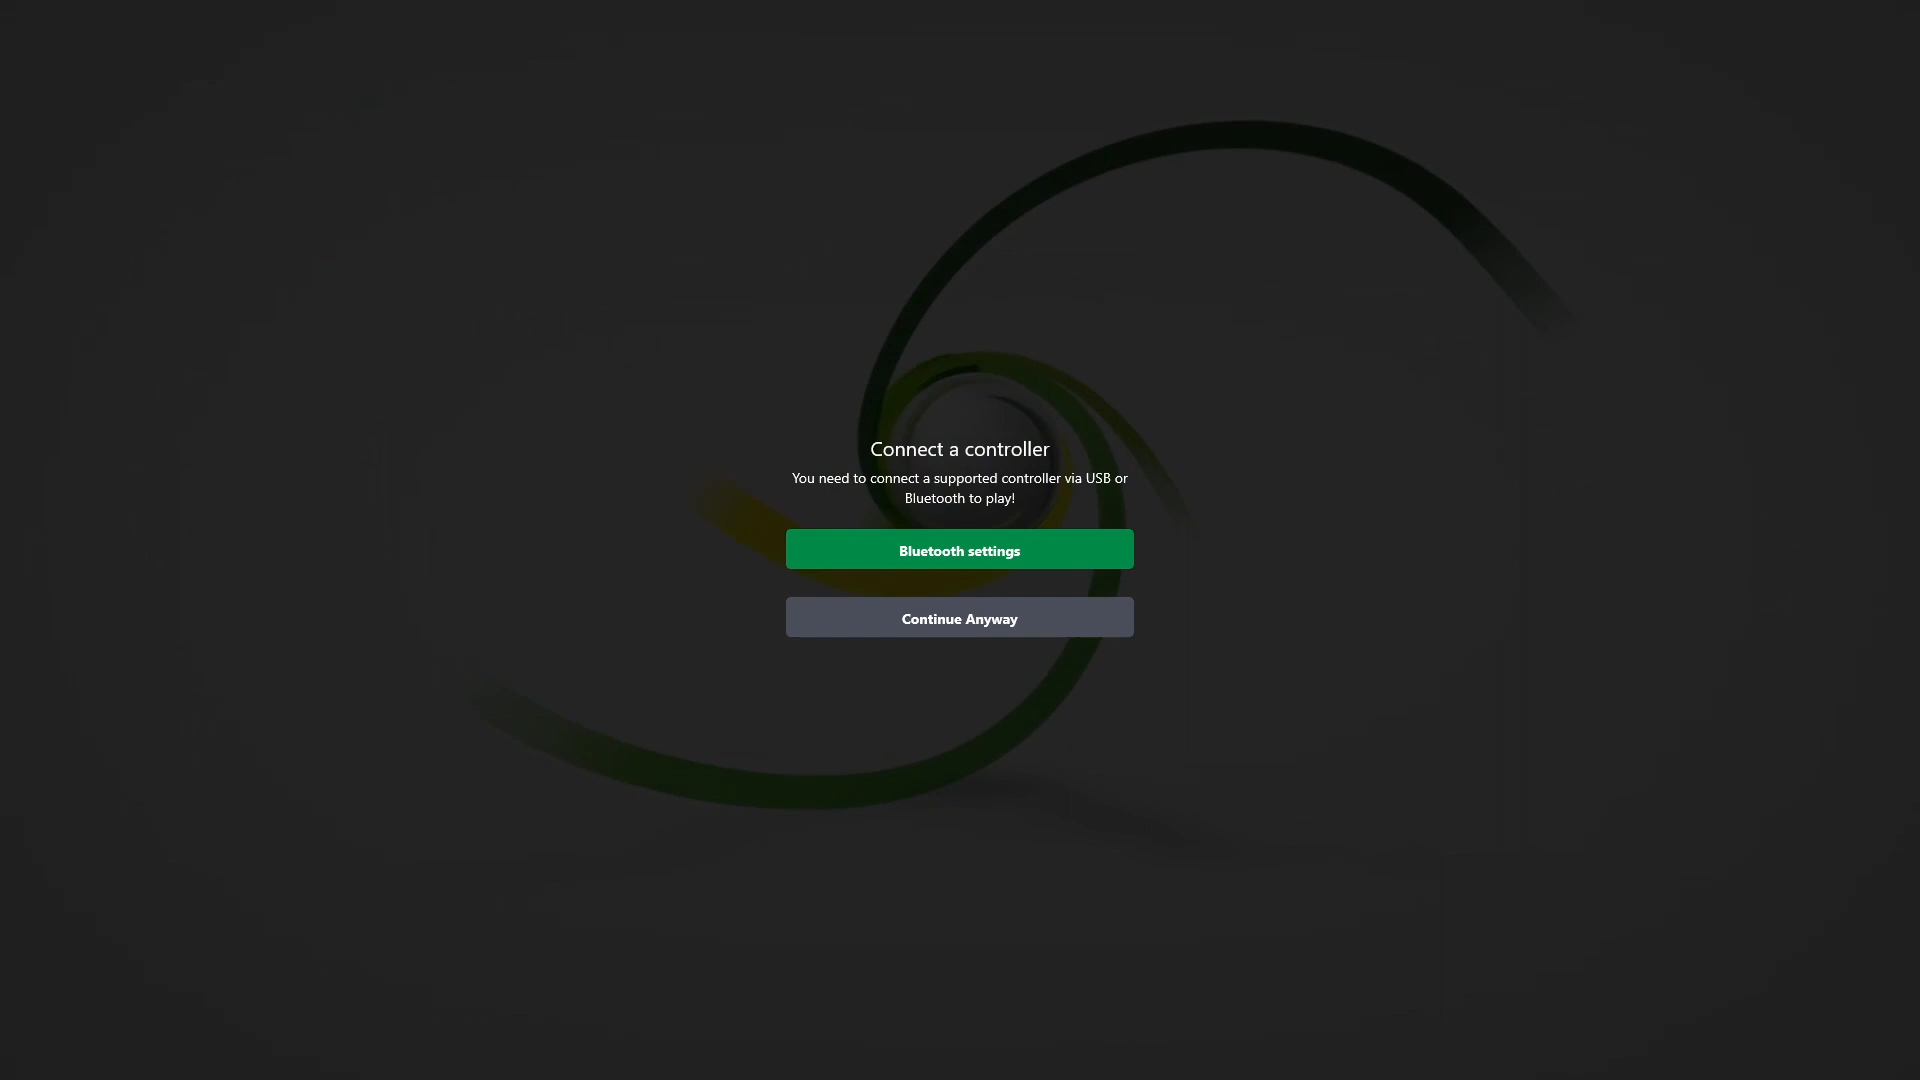 Connect a controller
You need to connect a supported controller via USB or
Bluetooth to play!
Bluetooth settings
Continue Anyway